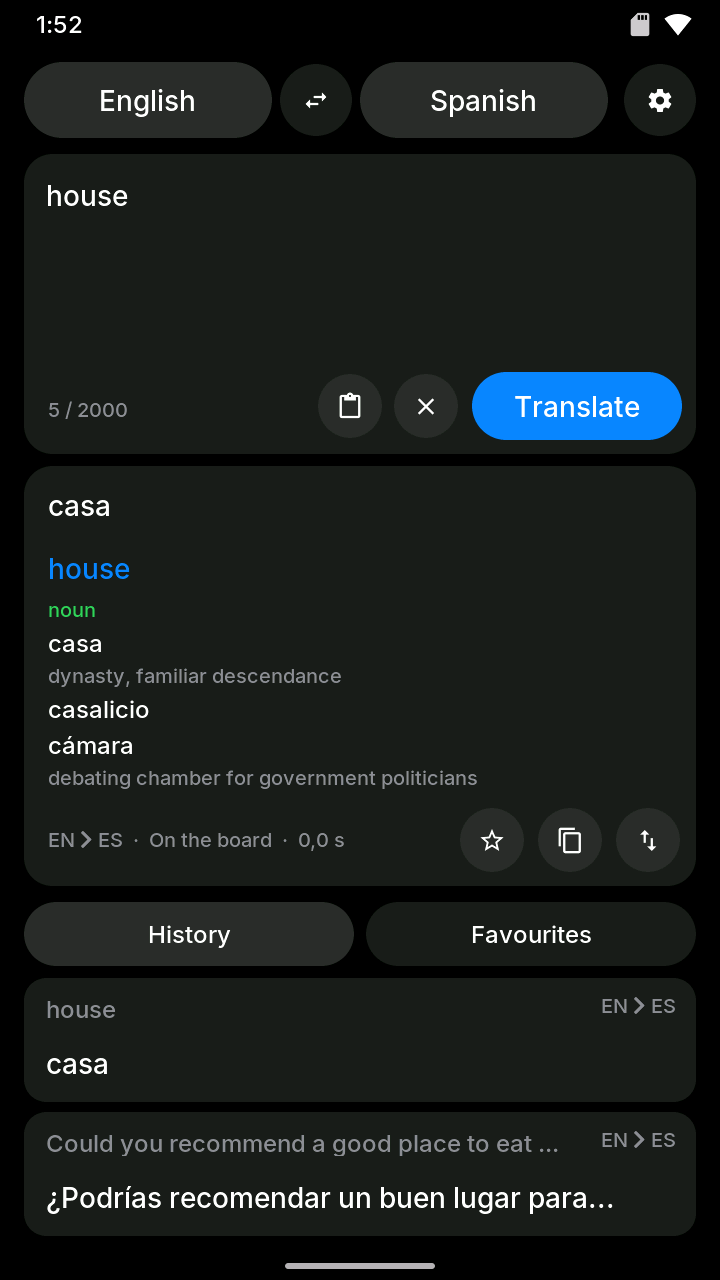 1:52
English
Spanish
house
5 / 2000
Translate
casa
house
noun
casa
dynasty, familiar descendance
casalicio
cámara
debating chamber for government politicians
EN > ES · On the board · 0,0 s
History
Favourites
house
EN > ES
casa
Could you recommend a good place to eat ...
EN > ES
¿Podrías recomendar un buen lugar para...